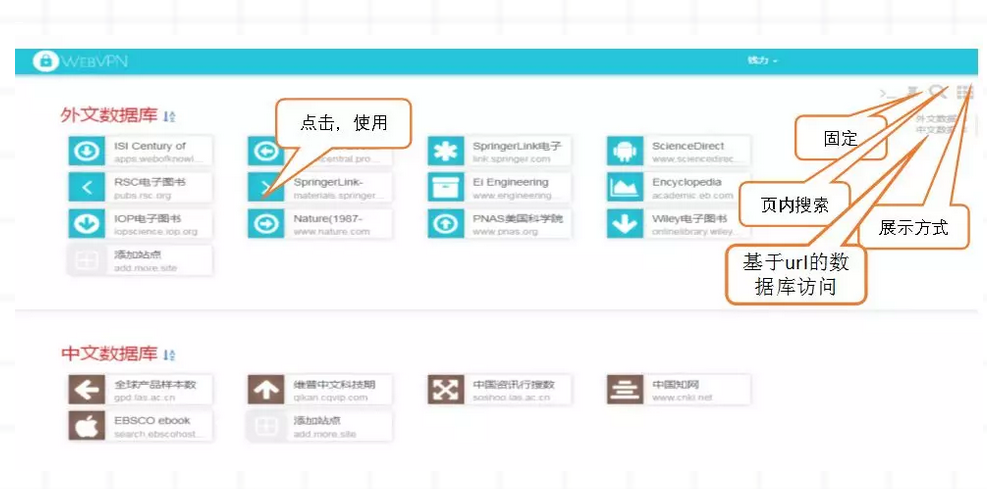 WEBVPN
钱力
外文数据库
ISI Century of
apps.webofknowl...
central.pro...
SpringerLink电子
link.springer.com
ScienceDirect
www.sciencedirec...
RSC电子图书
pubs.rsc.org
SpringerLink-
materials.springer...
Ei Engineering
www.engineering...
Encyclopedia
academic.eb.com
IOP电子图书
iopscience.iop.org
Nature(1987-
www.nature.com
PNAS美国科学院
www.pnas.org
Wiley电子图书
onlinelibrary.wiley...
添加站点
add.more.site
点击，使用
外文数据
中文数据
固定
页内搜索
展示方式
基于url的数
据库访问
中文数据库
全球产品样本数
gpd.las.ac.cn
维普中文科技期
qikan.cqvip.com
中国资讯行搜数
soshoo.las.ac.cn
中国知网
www.cnki.net
EBSCO ebook
search.ebscohost...
添加站点
add.more.site